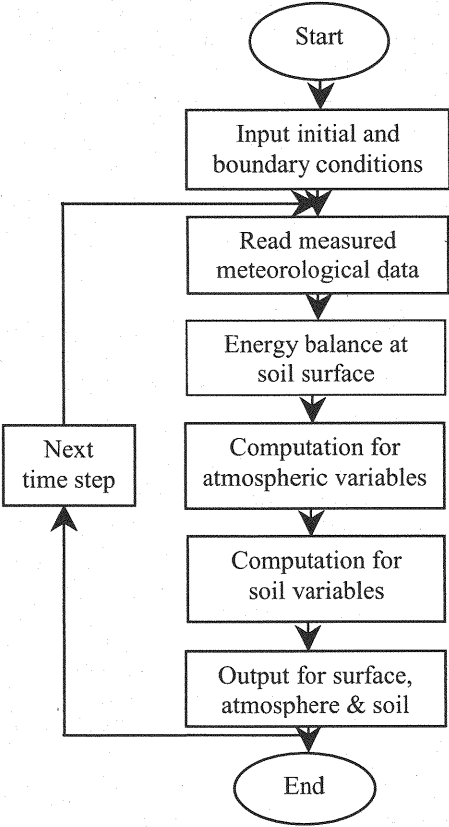 Start
Input initial and
boundary conditions
Read measured
meteorological data
Energy balance at
soil surface
Computation for
atmospheric variables
Next
time step
Computation for
soil variables
Output for surface,
atmosphere & soil
End